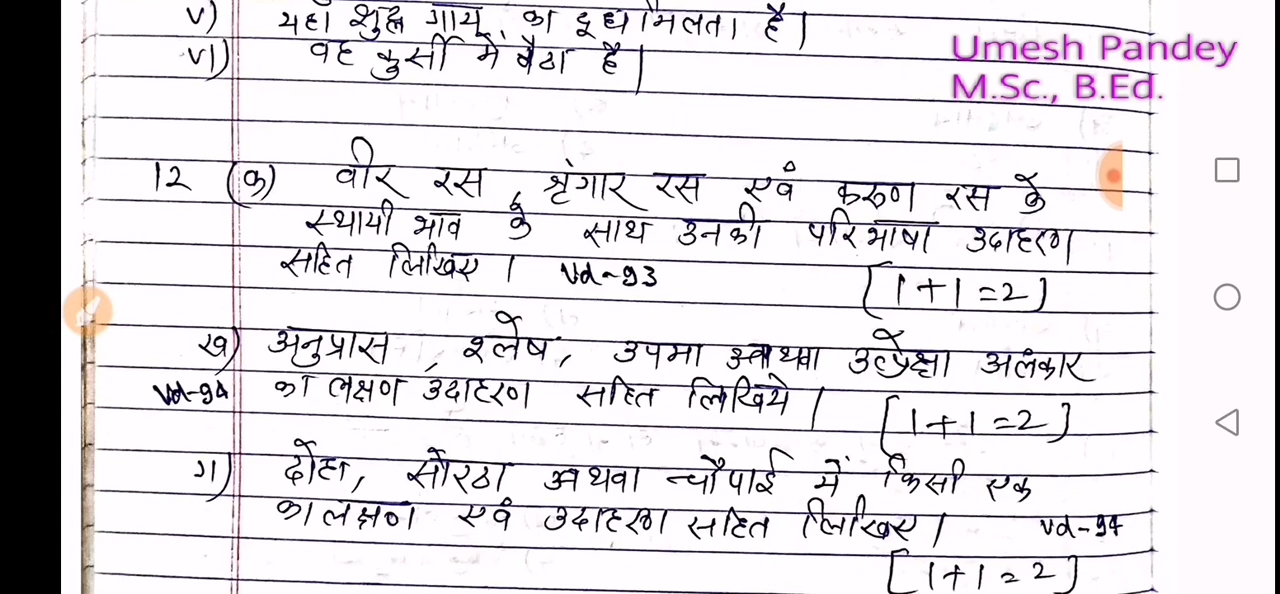 v) यहाँ शुद्ध गाय का दूध मिलता है।
vi) वह कुर्सी में बैठा है।
Umesh Pandey
M.Sc., B.Ed.
12 (क) वीर रस, श्रृंगार रस एवं करुण रस के
स्थायी भाव के साथ उनकी परिभाषा उदाहरण
सहित लिखिए। Vd-93 [1+1=2]
ख) अनुप्रास, श्लेष, उपमा अथवा उत्प्रेक्षा अलंकार
Vd-94 का लक्षण उदाहरण सहित लिखिये। [1+1=2]
ग) दोहा, सोरठा अथवा चौपाई में किसी एक
का लक्षण एवं उदाहरण सहित लिखिए। Vd-97
[1+1=2]